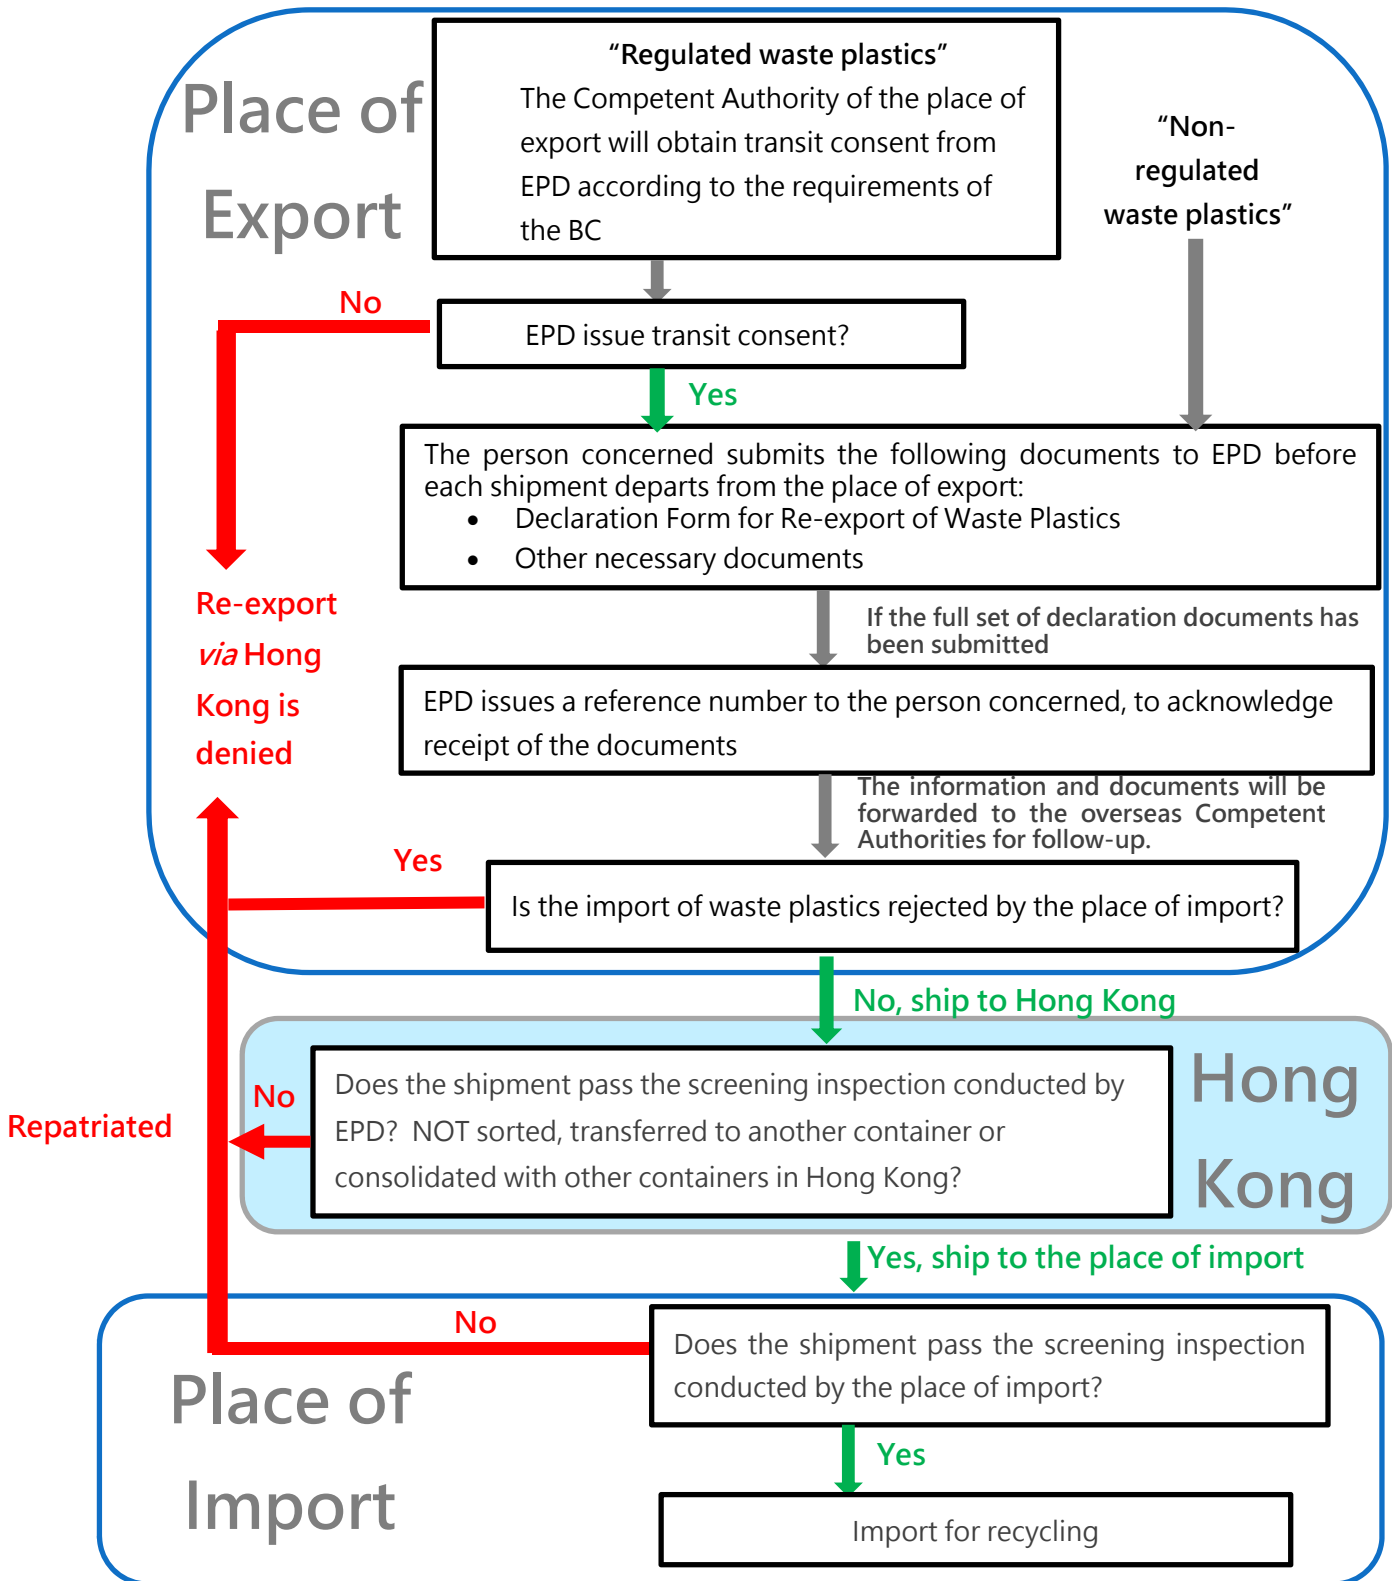 Place of
Export
“Regulated waste plastics”
The Competent Authority of the place of
export will obtain transit consent from
EPD according to the requirements of
the BC
“Non-
regulated
waste plastics”
No
EPD issue transit consent?
Yes
The person concerned submits the following documents to EPD before
each shipment departs from the place of export:
• Declaration Form for Re-export of Waste Plastics
• Other necessary documents
Re-export
via Hong
Kong is
denied
If the full set of declaration documents has
been submitted
EPD issues a reference number to the person concerned, to acknowledge
receipt of the documents
The information and documents will be
forwarded to the overseas Competent
Authorities for follow-up.
Yes
Is the import of waste plastics rejected by the place of import?
No, ship to Hong Kong
Hong
Kong
No
Does the shipment pass the screening inspection conducted by
EPD? NOT sorted, transferred to another container or
consolidated with other containers in Hong Kong?
Repatriated
Yes, ship to the place of import
No
Does the shipment pass the screening inspection
conducted by the place of import?
Place of
Import
Yes
Import for recycling